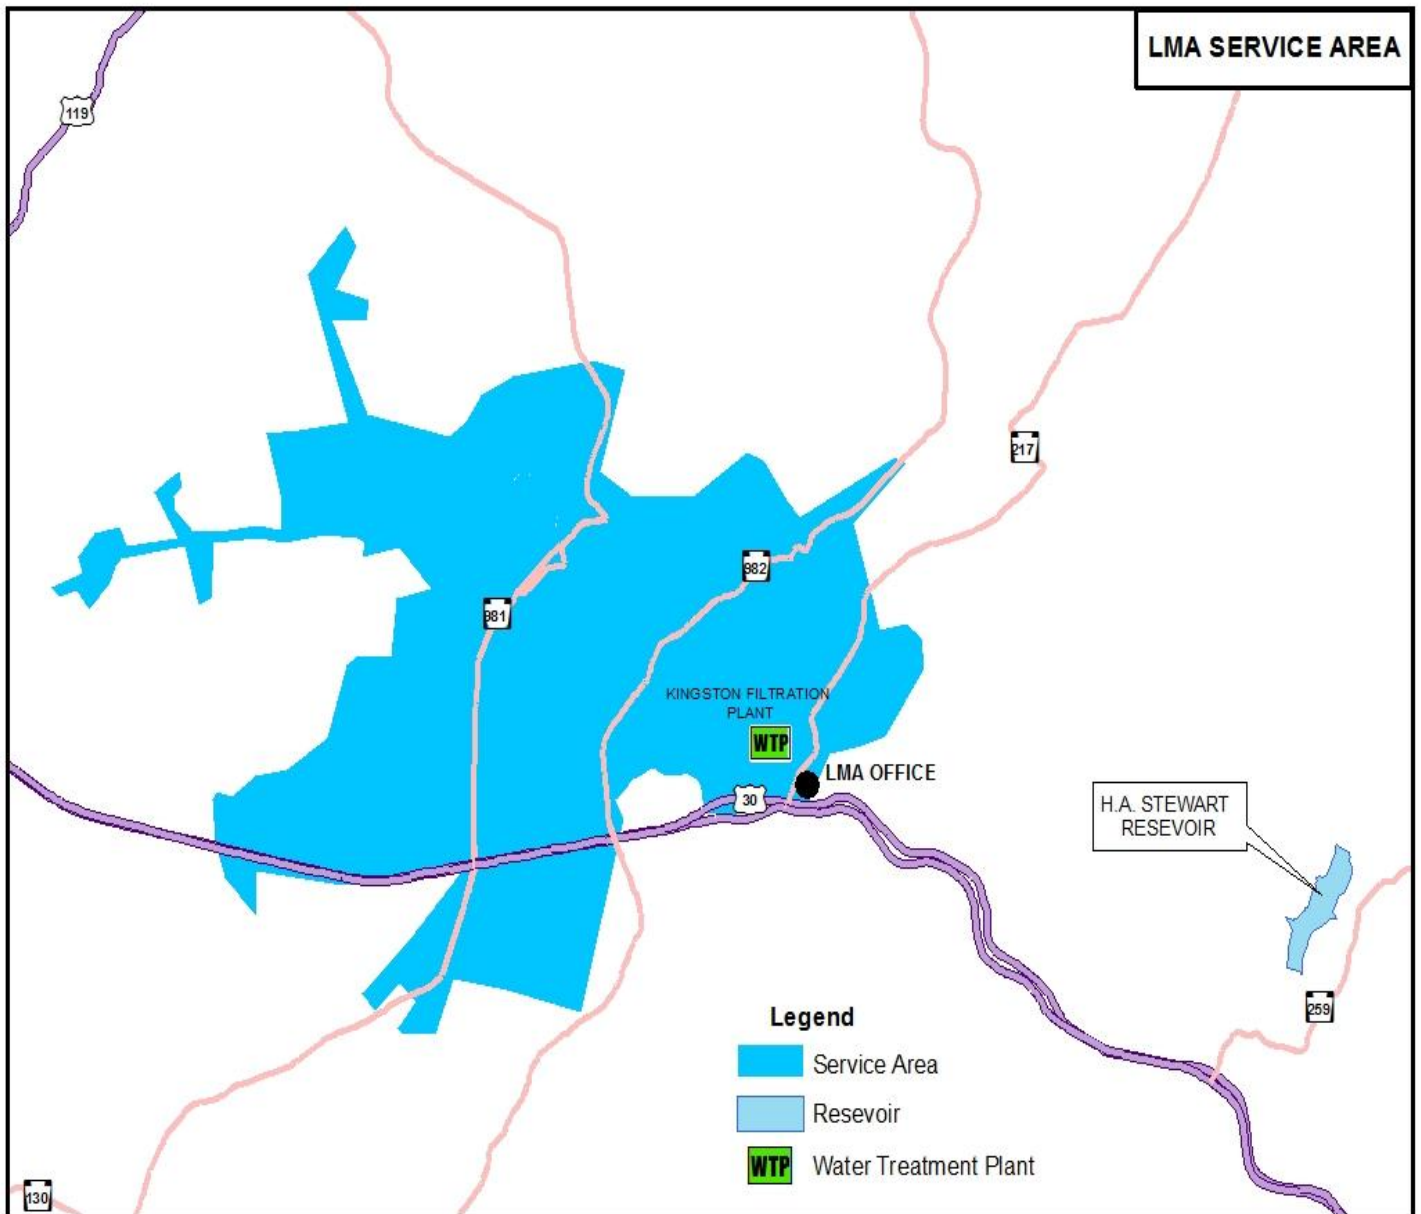 LMA SERVICE AREA
119
217
982
981
KINGSTON FILTRATION
PLANT
WTP
LMA OFFICE
30
H.A. STEWART
RESEVOIR
259
Legend
Service Area
Resevoir
WTP Water Treatment Plant
130